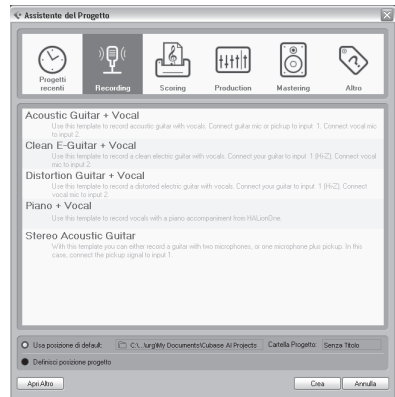 Assistente del Progetto
Progetti
recenti
Recording
Scoring
Production
Mastering
Altro
Acoustic Guitar + Vocal
Use this template to record acoustic guitar with vocals. Connect guitar mic or pickup to input 1. Connect vocal mic
to input 2.
Clean E-Guitar + Vocal
Use this template to record a clean electric guitar with vocals. Connect your guitar to input 1 (Hi-Z). Connect vocal
mic to input 2.
Distortion Guitar + Vocal
Use this template to record a distorted electric guitar with vocals. Connect your guitar to input 1 (Hi-Z). Connect
vocal mic to input 2.
Piano + Vocal
Use this template to record vocals with a piano accompaniment from HALionOne.
Stereo Acoustic Guitar
With this template you can either record a guitar with two microphones, or one microphone plus pickup. In this
case, connect the pickup signal to input 1.
Usa posizione di default: C:\...\urg\My Documents\Cubase AI Projects Cartella Progetto: Senza Titolo
Definisci posizione progetto
Apri Altro Crea Annulla